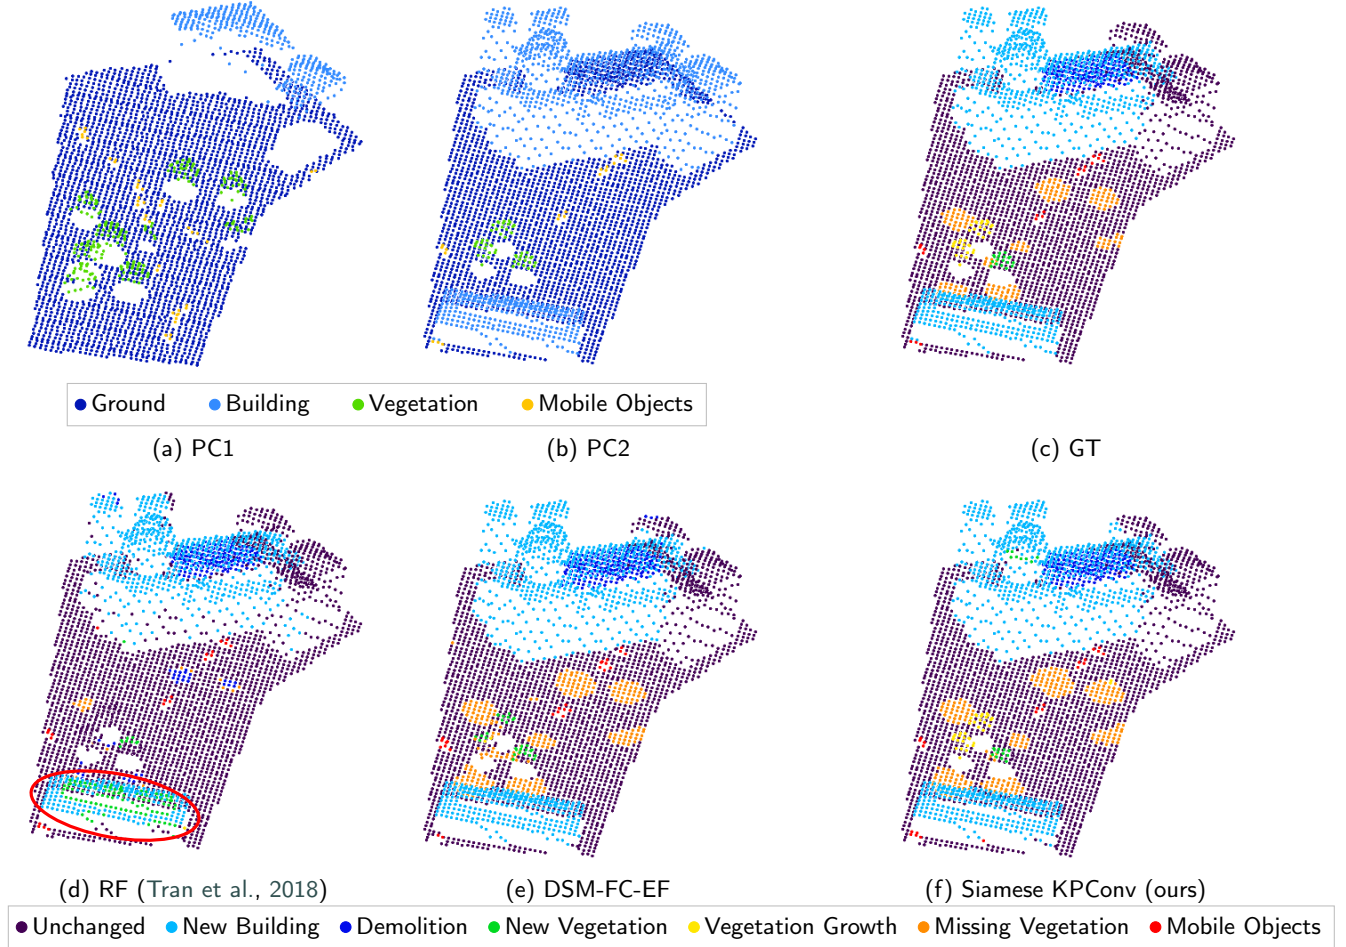 Ground Building Vegetation Mobile Objects
(a) PC1 (b) PC2 (c) GT
(d) RF (Tran et al., 2018) (e) DSM-FC-EF (f) Siamese KPConv (ours)
Unchanged New Building Demolition New Vegetation Vegetation Growth Missing Vegetation Mobile Objects